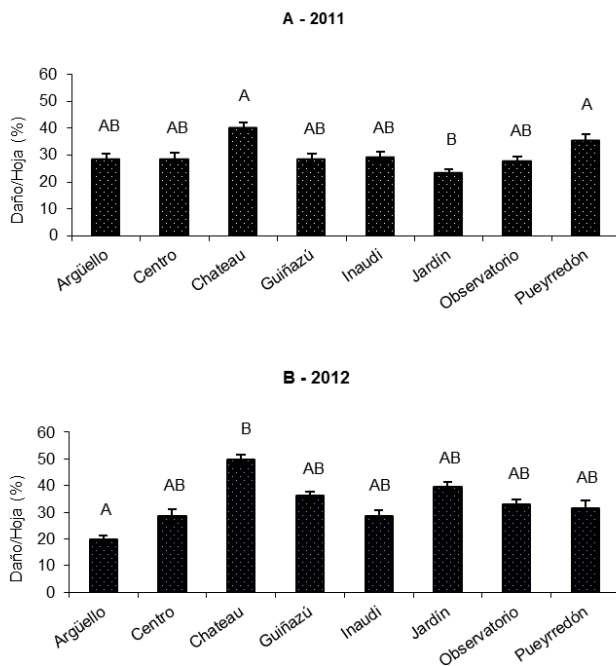 A - 2011
Daño/Hoja (%)
60
50
40
30
20
10
0
AB
AB
A
AB
AB
B
AB
A
Argüello
Centro
Chateau
Guiñazú
Inaudi
Jardín
Observatorio
Pueyrredón
B - 2012
Daño/Hoja (%)
60
50
40
30
20
10
0
A
AB
B
AB
AB
AB
AB
AB
Argüello
Centro
Chateau
Guiñazú
Inaudi
Jardín
Observatorio
Pueyrredón